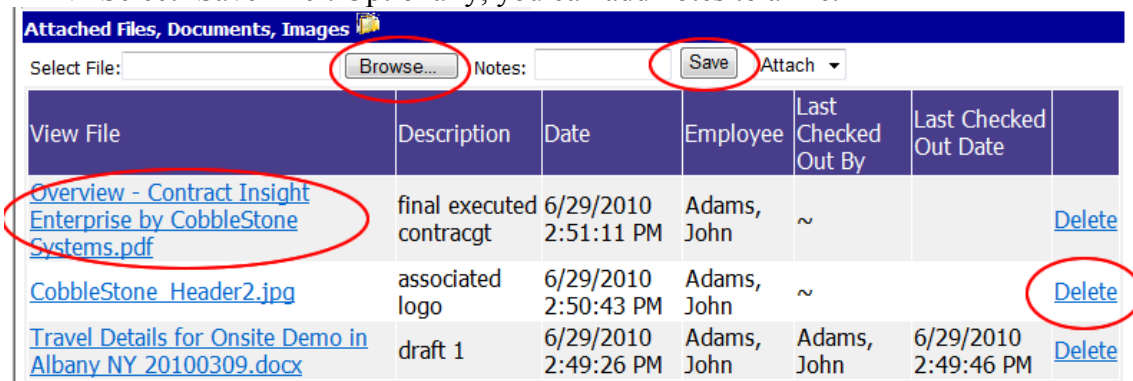 Attached Files, Documents, Images
Select File: Browse... Notes: Save Attach
View File Description Date Employee Last Checked Out By Last Checked Out Date
Overview - Contract Insight Enterprise by CobbleStone Systems.pdf final executed contracgt 6/29/2010 2:51:11 PM Adams, John ~ Delete
CobbleStone Header2.jpg associated logo 6/29/2010 2:50:43 PM Adams, John ~ Delete
Travel Details for Onsite Demo in Albany NY 20100309.docx draft 1 6/29/2010 2:49:26 PM Adams, John Adams, John 6/29/2010 2:49:46 PM Delete